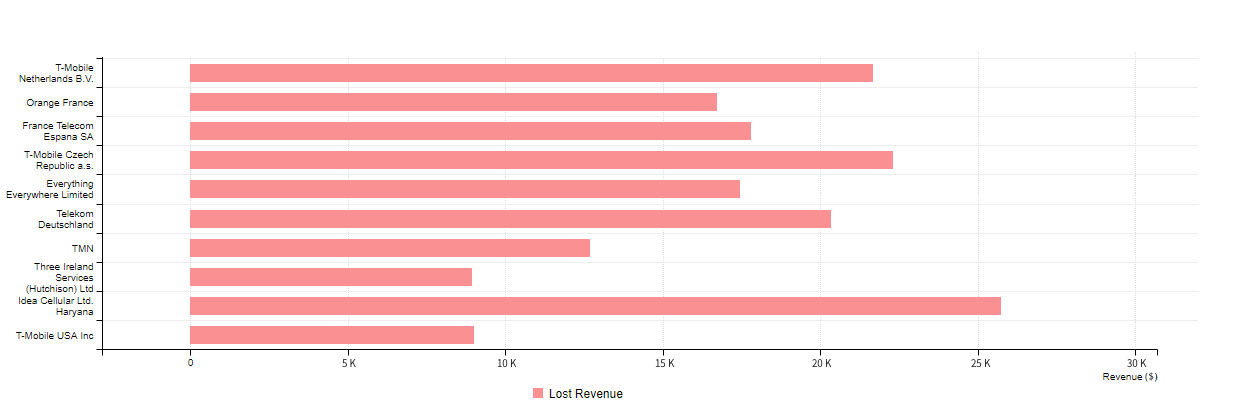 T-Mobile
Netherlands B.V.
Orange France
France Telecom
Espana SA
T-Mobile Czech
Republic a.s.
Everything
Everywhere Limited
Telekom
Deutschland
TMN
Three Ireland
Services
(Hutchison) Ltd
Idea Cellular Ltd.
Haryana
T-Mobile USA Inc
0 5 K 10 K 15 K 20 K 25 K 30 K
Revenue ($)
Lost Revenue